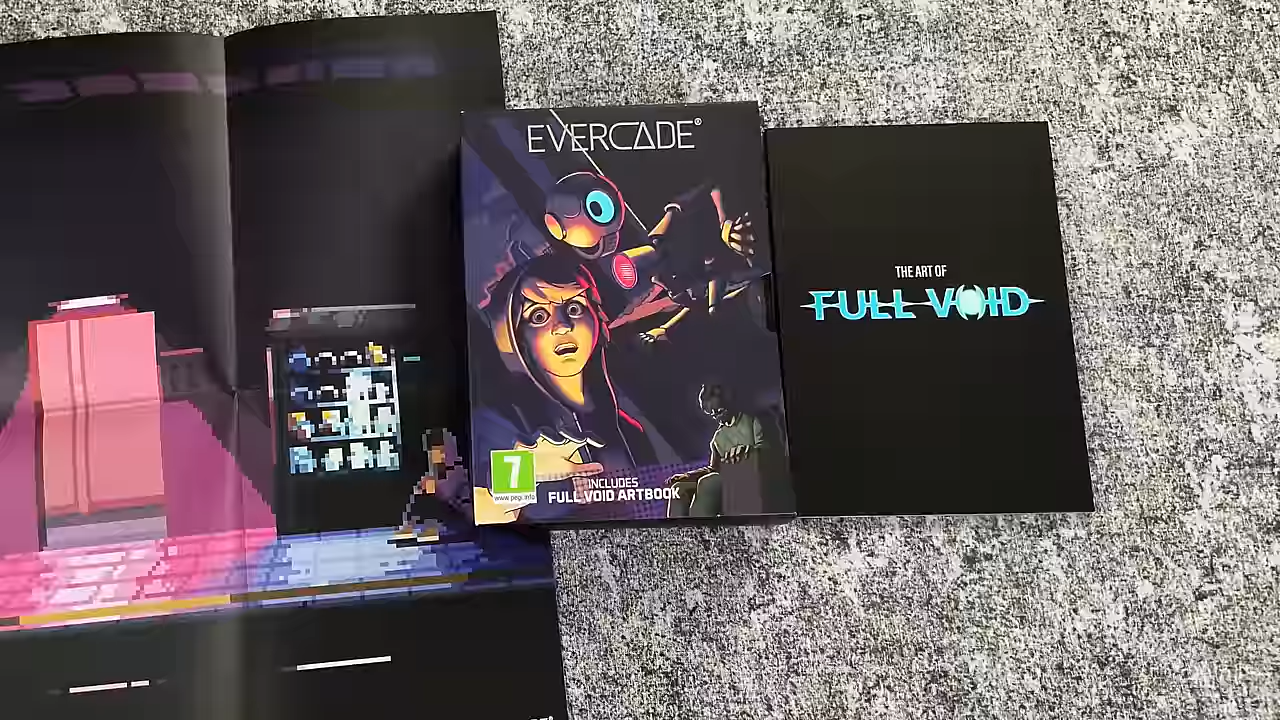 EVERCADE®
7
www.pegi.info
INCLUDES
FULL VOID ARTBOOK
THE ART OF
FULL VOID